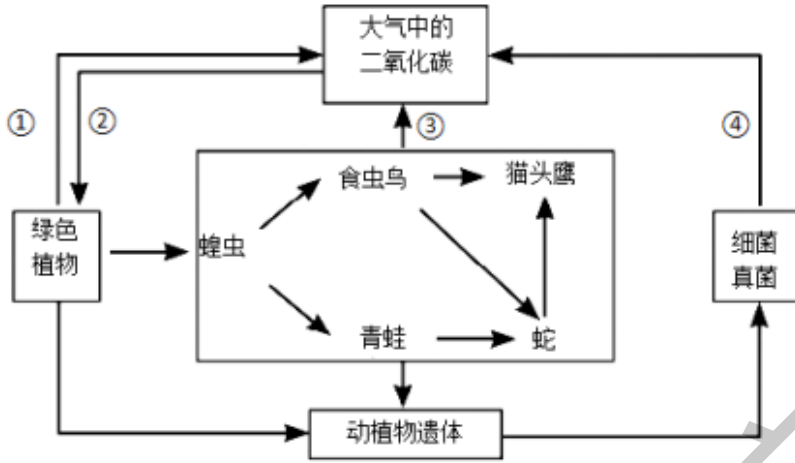 大气中的
二氧化碳
①
②
③
④
食虫鸟
猫头鹰
绿色
植物
蝗虫
细菌
真菌
青蛙
蛇
动植物遗体